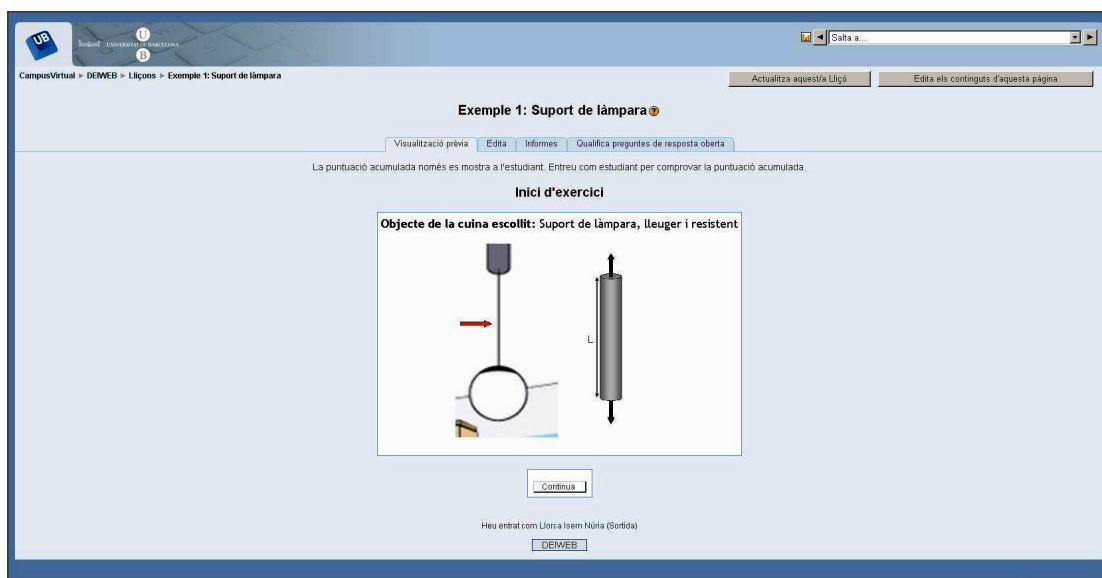 UB
U
UNIVERSITAT DE BARCELONA
B
Salta a...
CampusVirtual ► DEIWEB ► Lliçons ► Exemple 1: Suport de làmpara
Actualitza aquest/a Lliçó
Edita els continguts d'aquesta pàgina
Exemple 1: Suport de làmpara
Visualització prèvia
Edita
Informes
Qualifica preguntes de resposta oberta
La puntuació acumulada només es mostra a l'estudiant. Entreu com estudiant per comprovar la puntuació acumulada.
Inici d'exercici
Objecte de la cuina escollit: Suport de làmpara, lleuger i resistent
L
Continua
Heu entrat com Llorca Isern Núria (Sortida)
DEIWEB